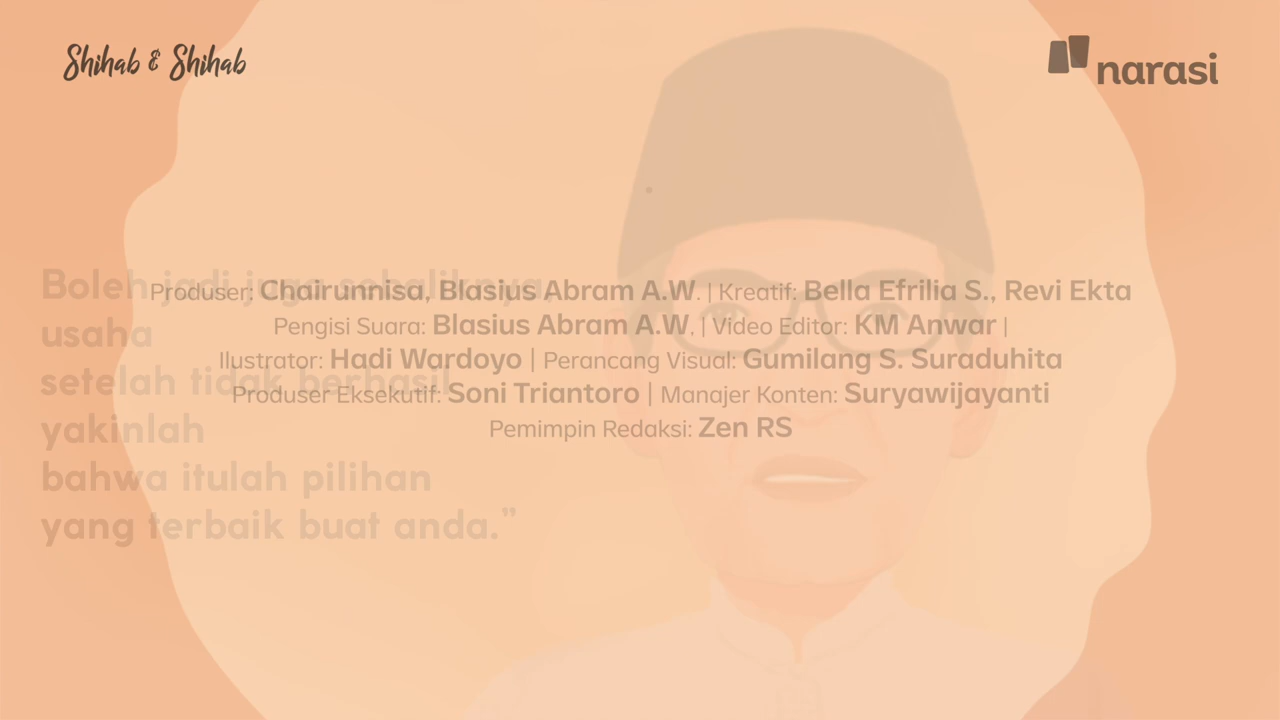 Shihab & Shihab
narasi
Boleh jadi juga sebaliknya,
usaha
setelah tidak berhasil
yakinlah
bahwa itulah pilihan
yang terbaik buat anda.”
Produser: Chairunnisa, Blasius Abram A.W. | Kreatif: Bella Efrilia S., Revi Ekta
Pengisi Suara: Blasius Abram A.W. | Video Editor: KM Anwar |
Ilustrator: Hadi Wardoyo | Perancang Visual: Gumilang S. Suraduhita
Produser Eksekutif: Soni Triantoro | Manajer Konten: Suryawijayanti
Pemimpin Redaksi: Zen RS